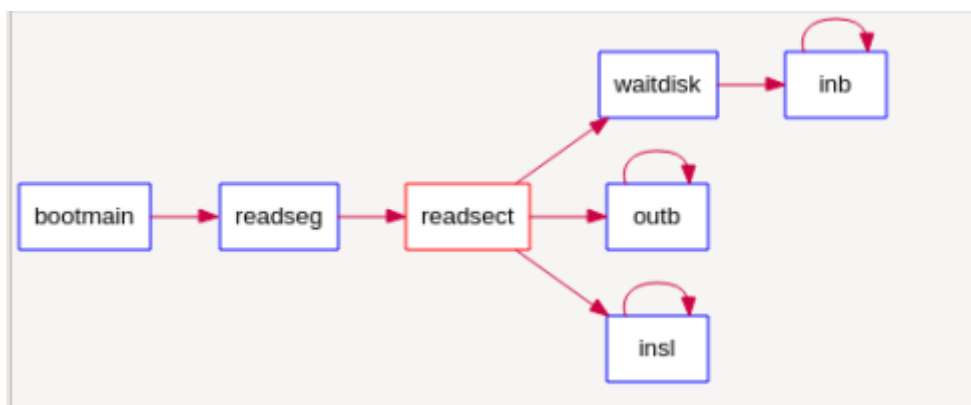 waitdisk
inb
bootmain
readseg
readsect
outb
insl